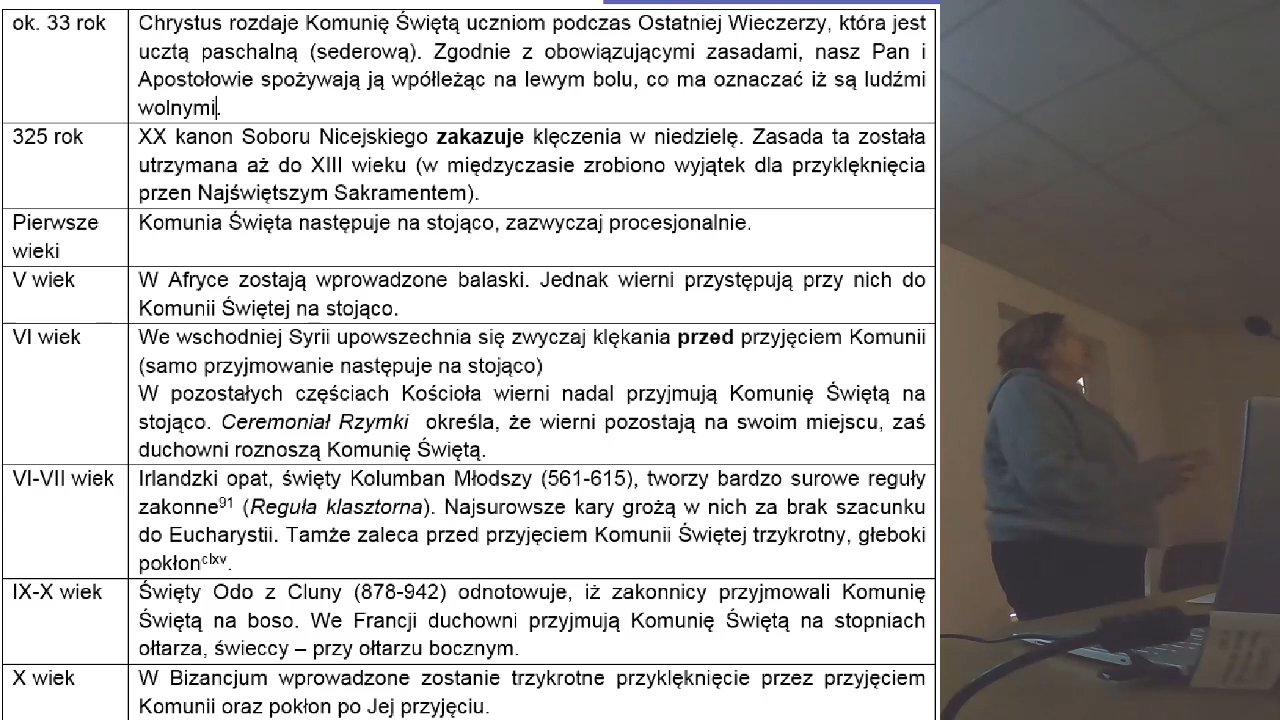 ok. 33 rok
Chrystus rozdaje Komunię Świętą uczniom podczas Ostatniej Wieczerzy, która jest
ucztą paschalną (sederową). Zgodnie z obowiązującymi zasadami, nasz Pan i
Apostołowie spożywają ją wpółleżąc na lewym bolu, co ma oznaczać iż są ludźmi
wolnymi.
325 rok
XX kanon Soboru Nicejskiego zakazuje klęczenia w niedzielę. Zasada ta została
utrzymana aż do XIII wieku (w międzyczasie zrobiono wyjątek dla przyklęknięcia
przen Najświętszym Sakramentem).
Pierwsze
wieki
Komunia Święta następuje na stojąco, zazwyczaj procesjonalnie.
V wiek
W Afryce zostają wprowadzone balaski. Jednak wierni przystępują przy nich do
Komunii Świętej na stojąco.
VI wiek
We wschodniej Syrii upowszechnia się zwyczaj klękania przed przyjęciem Komunii
(samo przyjmowanie następuje na stojąco)
W pozostałych częściach Kościoła wierni nadal przyjmują Komunię Świętą na
stojąco. Ceremoniał Rzymki określa, że wierni pozostają na swoim miejscu, zaś
duchowni roznoszą Komunię Świętą.
VI-VII wiek
Irlandzki opat, święty Kolumban Młodszy (561-615), tworzy bardzo surowe reguły
zakonne91 (Reguła klasztorna). Najsurowsze kary grożą w nich za brak szacunku
do Eucharystii. Tamże zaleca przed przyjęciem Komunii Świętej trzykrotny, głeboki
pokłonclxv.
IX-X wiek
Święty Odo z Cluny (878-942) odnotowuje, iż zakonnicy przyjmowali Komunię
Świętą na boso. We Francji duchowni przyjmują Komunię Świętą na stopniach
ołtarza, świeccy – przy ołtarzu bocznym.
X wiek
W Bizancjum wprowadzone zostanie trzykrotne przyklęknięcie przez przyjęciem
Komunii oraz pokłon po Jej przyjęciu.